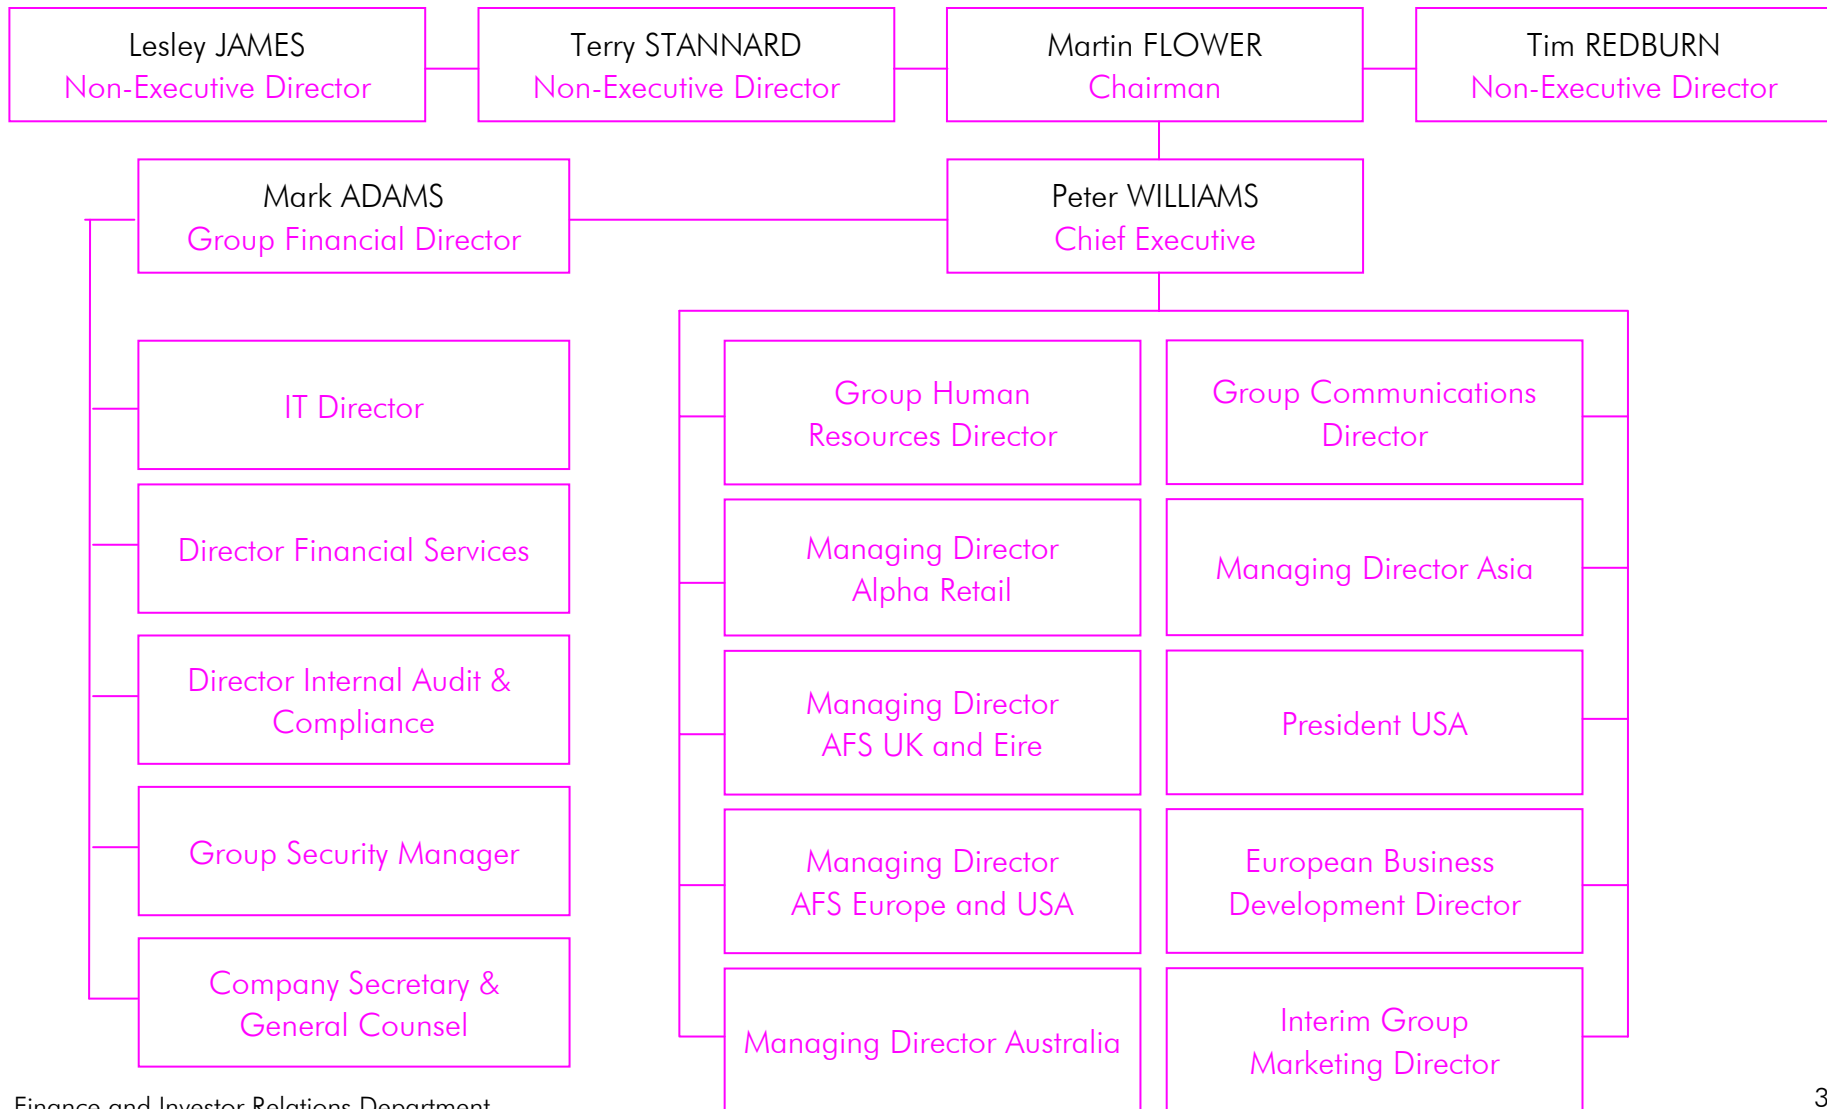 Lesley JAMES
Non-Executive Director
Terry STANNARD
Non-Executive Director
Martin FLOWER
Chairman
Tim REDBURN
Non-Executive Director
Mark ADAMS
Group Financial Director
Peter WILLIAMS
Chief Executive
IT Director
Director Financial Services
Director Internal Audit &
Compliance
Group Security Manager
Company Secretary &
General Counsel
Group Human
Resources Director
Managing Director
Alpha Retail
Managing Director
AFS UK and Eire
Managing Director
AFS Europe and USA
Managing Director Australia
Group Communications
Director
Managing Director Asia
President USA
European Business
Development Director
Interim Group
Marketing Director
Finance and Investor Relations Department
3